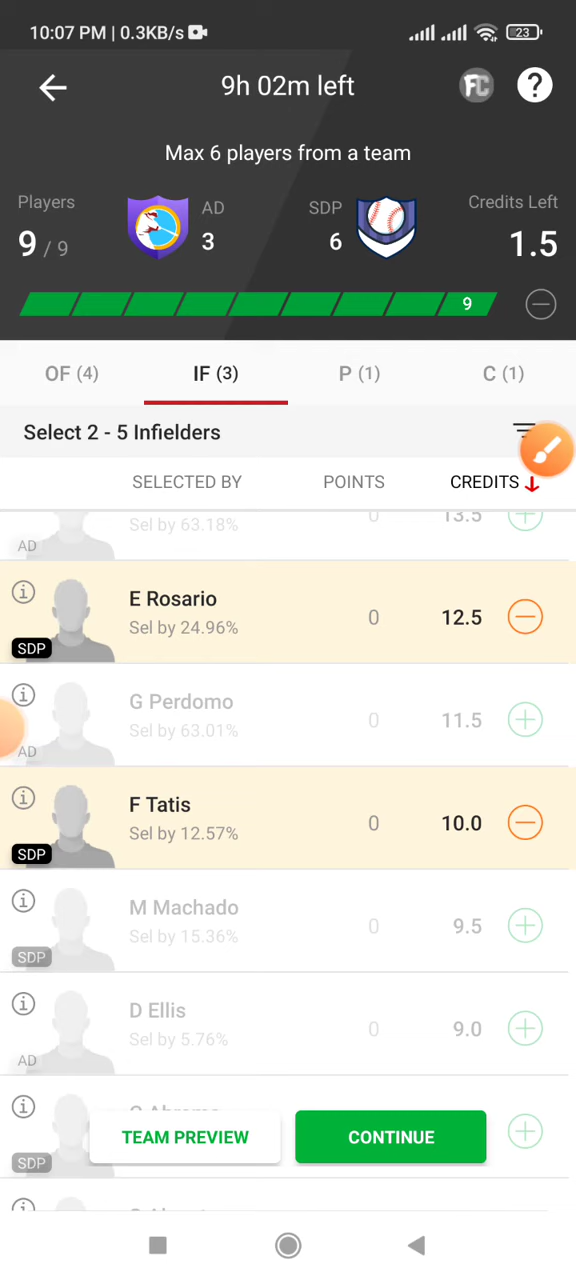 10:07 PM | 0.3KB/s
23
9h 02m left
FC
?
Max 6 players from a team
Players
AD
SDP
Credits Left
9 / 9
3
6
1.5
9
OF (4)
IF (3)
P (1)
C (1)
Select 2 - 5 Infielders
SELECTED BY
POINTS
CREDITS
Sel by 63.18%
0
13.5
AD
E Rosario
Sel by 24.96%
0
12.5
SDP
G Perdomo
Sel by 63.01%
0
11.5
AD
F Tatis
Sel by 12.57%
0
10.0
SDP
M Machado
Sel by 15.36%
0
9.5
SDP
D Ellis
Sel by 5.76%
0
9.0
AD
TEAM PREVIEW
CONTINUE
SDP